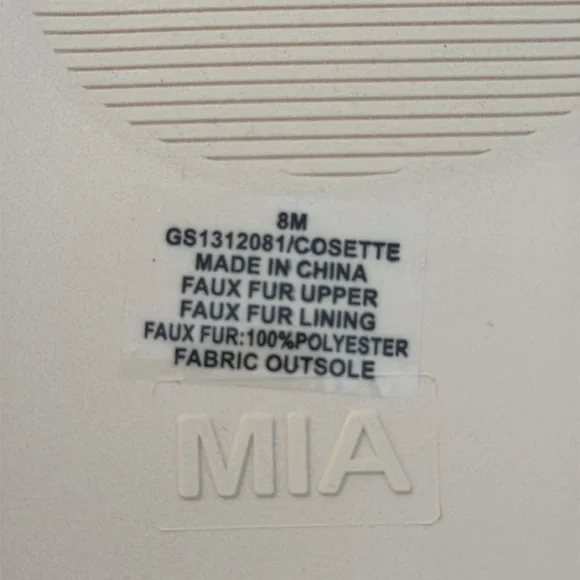 8M
GS1312081/COSETTE
MADE IN CHINA
FAUX FUR UPPER
FAUX FUR LINING
FAUX FUR:100%POLYESTER
FABRIC OUTSOLE
MIA